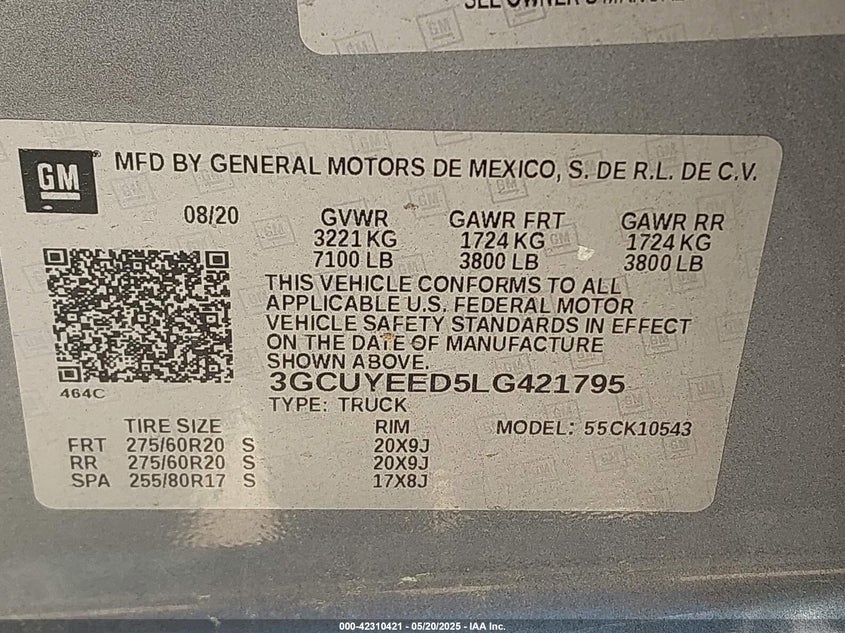 SEE OWNER'S MANUAL
GM
MFD BY GENERAL MOTORS DE MEXICO, S. DE R.L. DE C.V.
08/20 GVWR GAWR FRT GAWR RR
3221 KG 1724 KG 1724 KG
7100 LB 3800 LB 3800 LB
THIS VEHICLE CONFORMS TO ALL
APPLICABLE U.S. FEDERAL MOTOR
VEHICLE SAFETY STANDARDS IN EFFECT
ON THE DATE OF MANUFACTURE
SHOWN ABOVE.
464C
3GCUYEED5LG421795
TYPE: TRUCK
TIRE SIZE RIM MODEL: 55CK10543
FRT 275/60R20 S 20X9J
RR 275/60R20 S 20X9J
SPA 255/80R17 S 17X8J
000-42310421 - 05/20/2025 - IAA Inc.